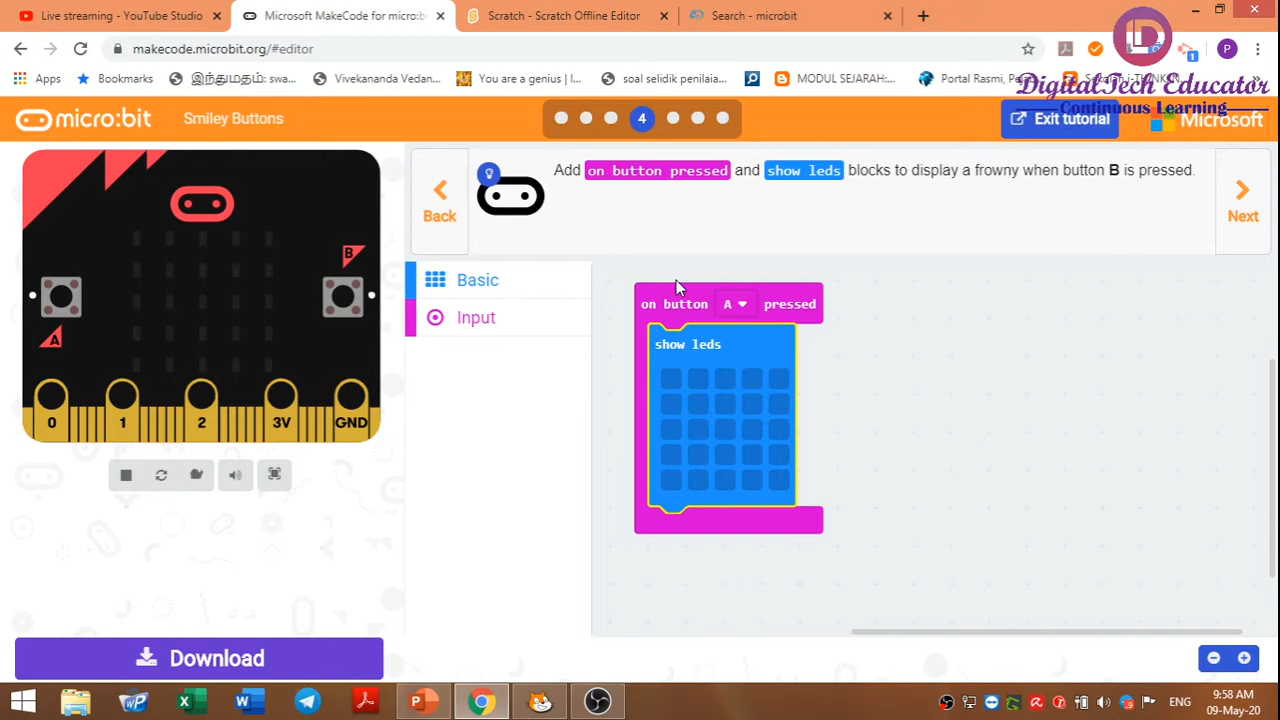 Live streaming - YouTube Studio
Microsoft MakeCode for micro:bi
Scratch - Scratch Offline Editor
Search - microbit
makecode.microbit.org/#editor
P
Apps
Bookmarks
இந்துமதம்: swa...
Vivekananda Vedan...
You are a genius | I...
soal selidik penilaia...
MODUL SEJARAH:...
Portal Rasmi,
DigitalTech Educator
Continuous Learning
micro:bit
Smiley Buttons
4
Exit tutorial
Microsoft
Back
Add on button pressed and show leds blocks to display a frowny when button B is pressed.
Next
B
A
0 1 2 3V GND
Basic
Input
on button A pressed
show leds
Download
ENG
9:58 AM
09-May-20